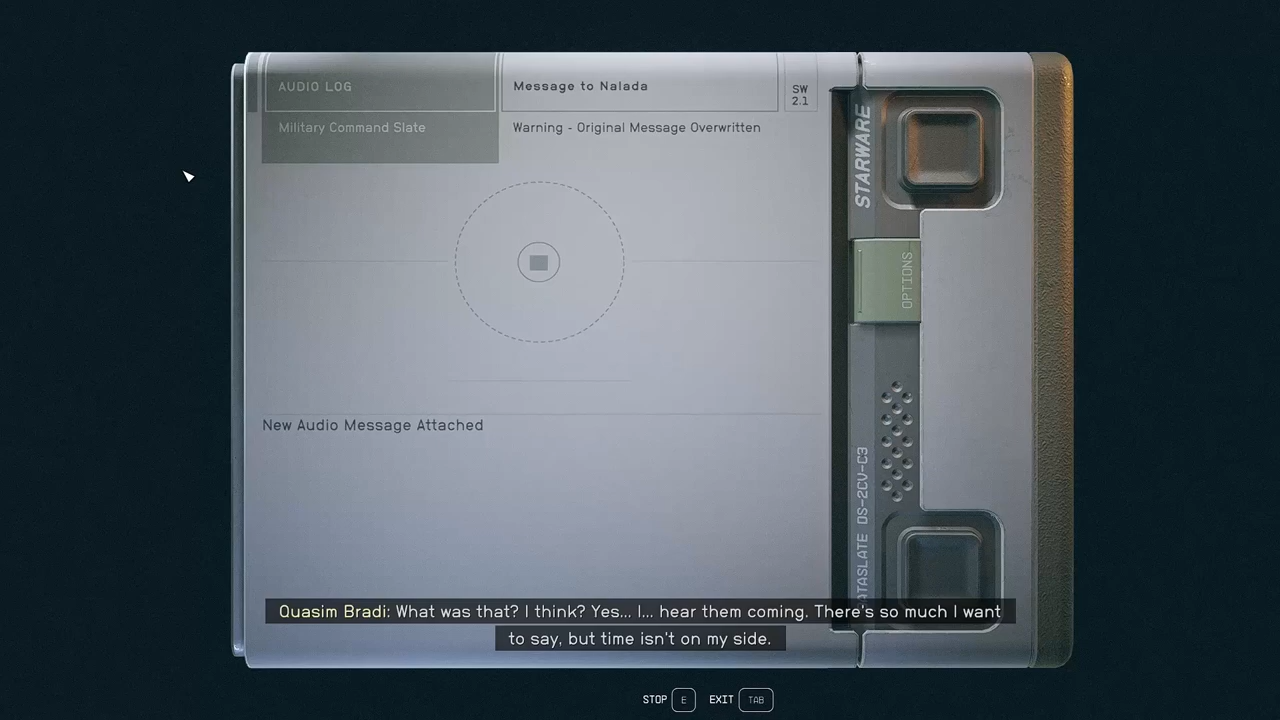 AUDIO LOG
Message to Nalada
SW
2.1
Military Command Slate
Warning - Original Message Overwritten
STARWARE
OPTIONS
New Audio Message Attached
ATASLATE DS-2CV-C3
Quasim Bradi: What was that? I think? Yes... I... hear them coming. There's so much I want
to say, but time isn't on my side.
STOP E EXIT TAB